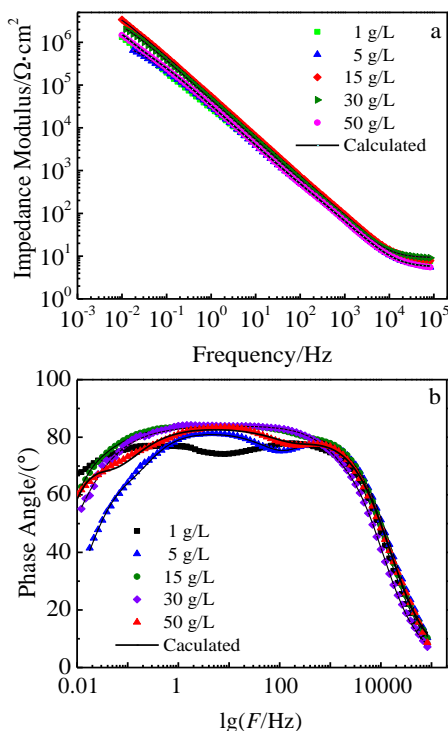 a
10⁶
10⁵
10⁴
10³
10²
10¹
10⁰
Impedance Modulus/Ω·cm²
1 g/L
5 g/L
15 g/L
30 g/L
50 g/L
Calculated
10⁻³ 10⁻² 10⁻¹ 10⁰ 10¹ 10² 10³ 10⁴ 10⁵
Frequency/Hz
b
100
80
60
40
20
0
Phase Angle/(°)
1 g/L
5 g/L
15 g/L
30 g/L
50 g/L
Caculated
0.01 1 100 10000
lg(F/Hz)